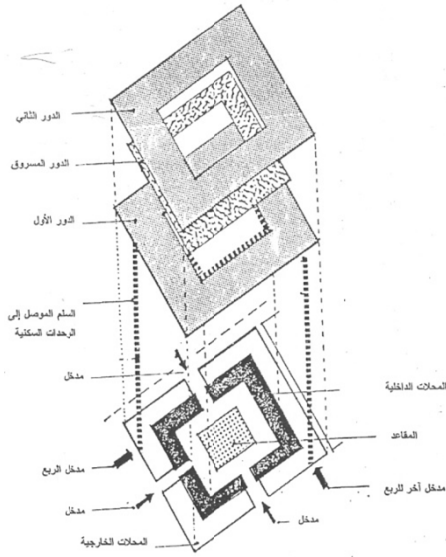 الدور الثاني
الدور المسروق
الدور الأول
السلم الموصل إلى
الوحدات السكنية
مدخل
المحلات الداخلية
المقاعد
مدخل الربع
مدخل آخر للربع
مدخل
مدخل
المحلات الخارجية